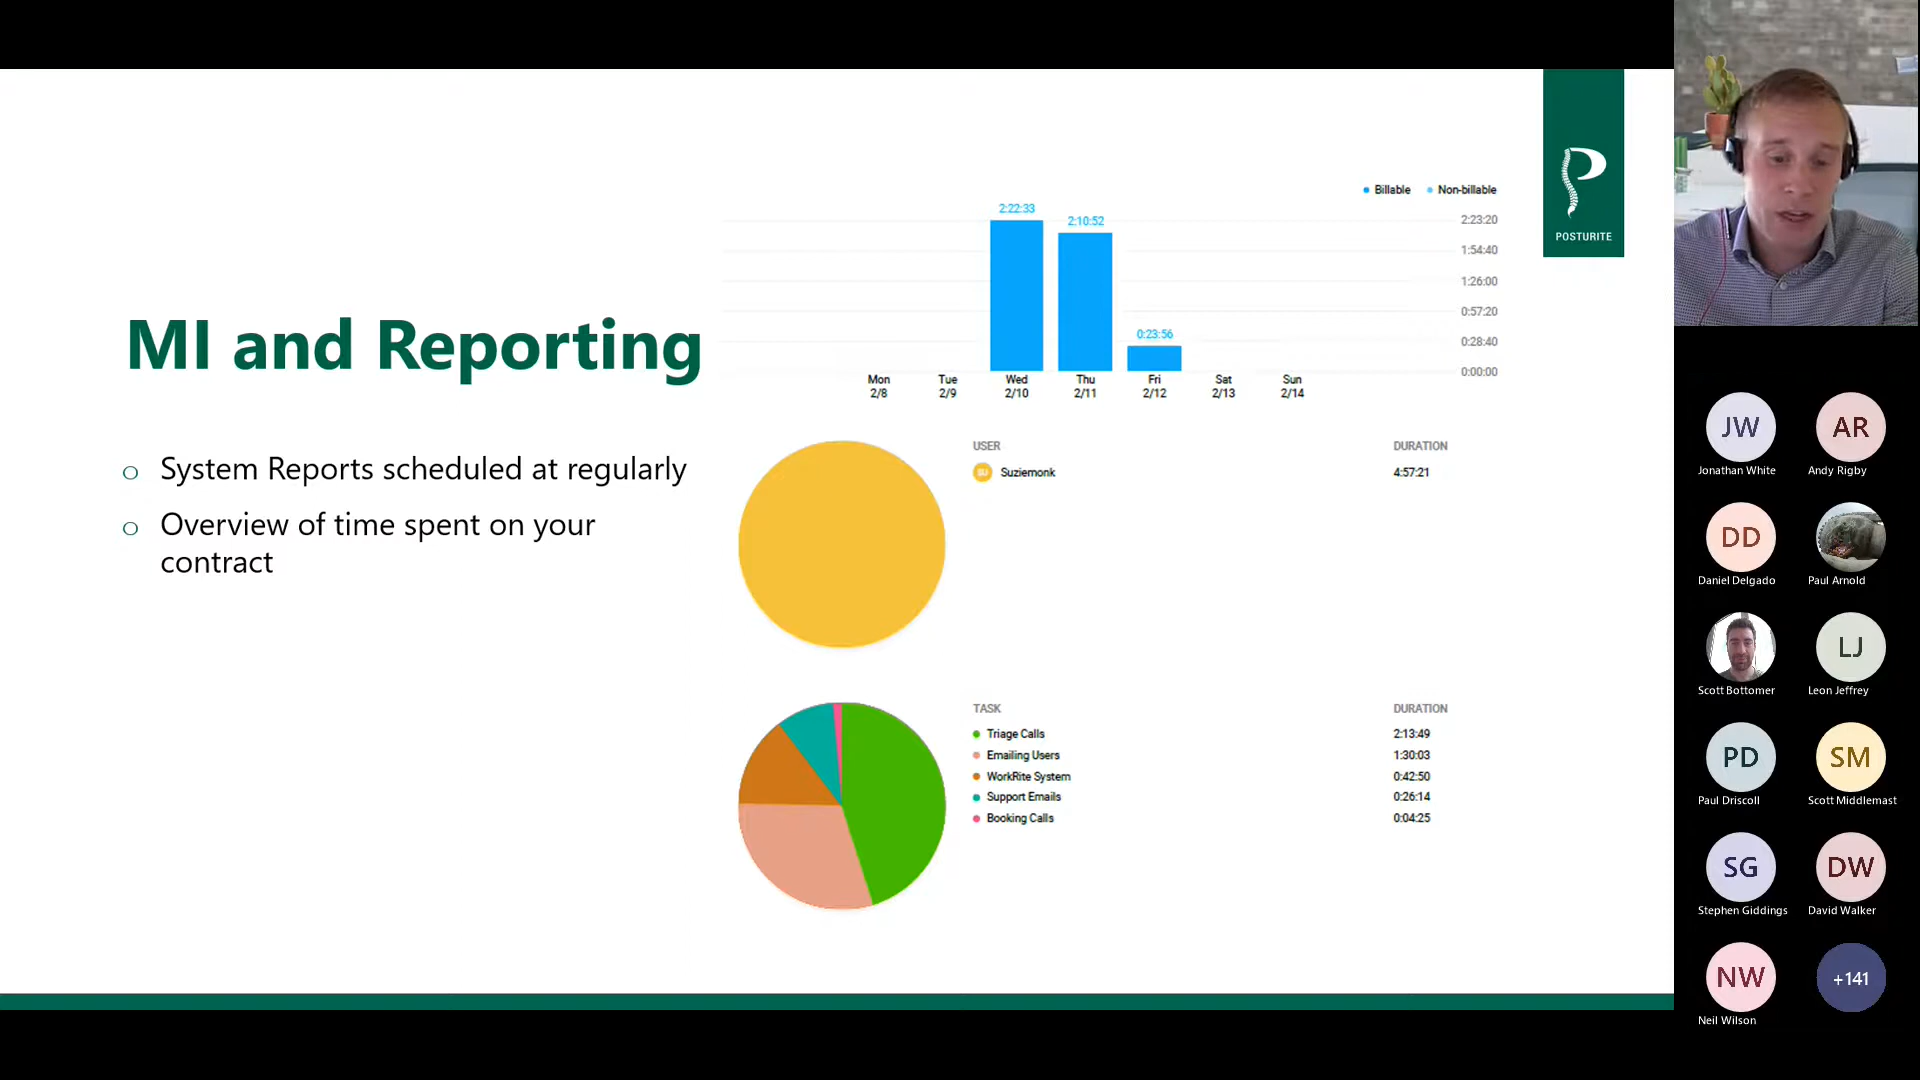 MI and Reporting
System Reports scheduled at regularly
Overview of time spent on your
contract
Billable Non-billable
2:22:33
2:10:52
0:23:56
2:23:20
1:54:40
1:26:00
0:57:20
0:28:40
0:00:00
Mon Tue Wed Thu Fri Sat Sun
2/8 2/9 2/10 2/11 2/12 2/13 2/14
USER DURATION
SU Suziemonk 4:57:21
TASK DURATION
Triage Calls 2:13:49
Emailing Users 1:30:03
WorkRite System 0:42:50
Support Emails 0:26:14
Booking Calls 0:04:25
P
POSTURITE
JW AR
Jonathan White Andy Rigby
DD
Daniel Delgado Paul Arnold
LJ
Scott Bottomer Leon Jeffrey
PD SM
Paul Driscoll Scott Middlemast
SG DW
Stephen Giddings David Walker
NW +141
Neil Wilson